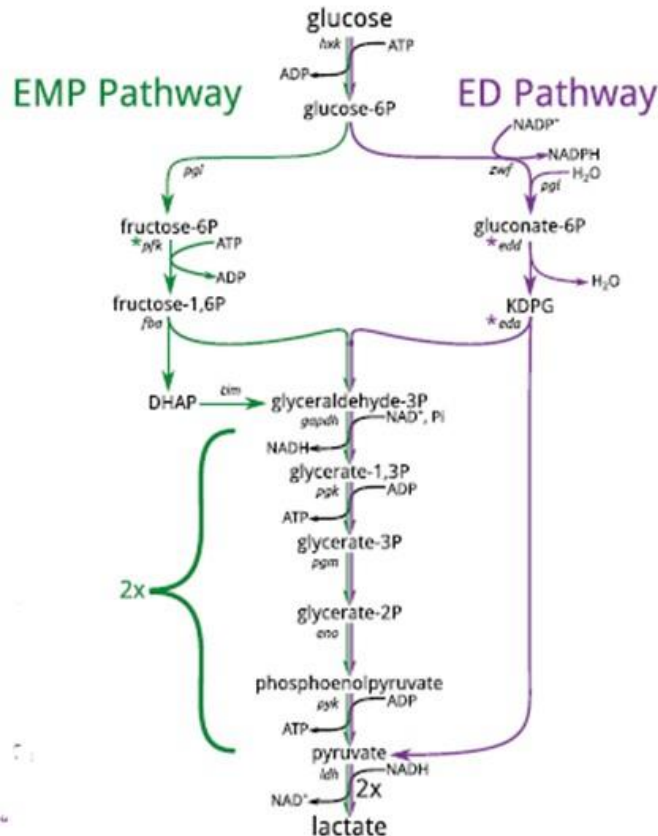 glucose
hxk
ATP
ADP
EMP Pathway
ED Pathway
glucose-6P
NADP⁺
NADPH
pgi
zwf
H₂O
pgl
fructose-6P
gluconate-6P
*pfk
ATP
*edd
ADP
H₂O
fructose-1,6P
KDPG
fba
*eda
DHAP
tim
glyceraldehyde-3P
gapdh
NAD⁺, Pi
NADH
glycerate-1,3P
pgk
ADP
ATP
glycerate-3P
pgm
2x
glycerate-2P
eno
phosphoenolpyruvate
pyk
ADP
ATP
pyruvate
ldh
NADH
2x
NAD⁺
lactate